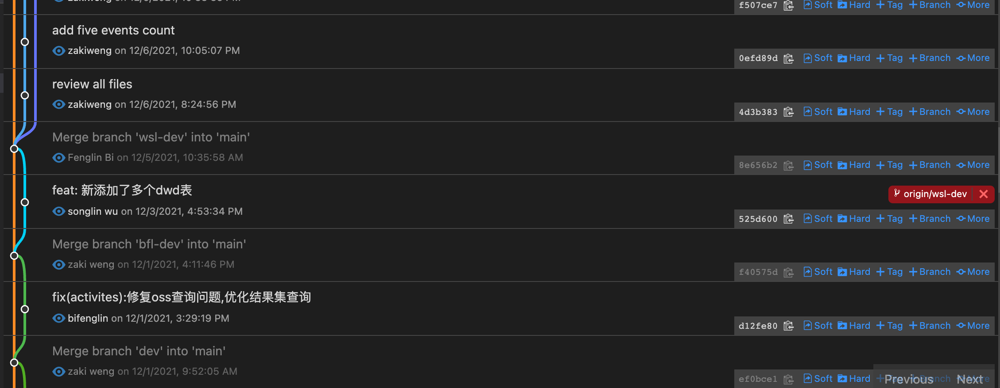 f507ce7 Soft Hard Tag Branch More
add five events count
zakiweng on 12/6/2021, 10:05:07 PM
0efd89d Soft Hard Tag Branch More
review all files
zakiweng on 12/6/2021, 8:24:56 PM
4d3b383 Soft Hard Tag Branch More
Merge branch 'wsl-dev' into 'main'
Fenglin Bi on 12/5/2021, 10:35:58 AM
8e656b2 Soft Hard Tag Branch More
feat: 新添加了多个dwd表
origin/wsl-dev
songlin wu on 12/3/2021, 4:53:34 PM
525d600 Soft Hard Tag Branch More
Merge branch 'bfl-dev' into 'main'
zaki weng on 12/1/2021, 4:11:46 PM
f40575d Soft Hard Tag Branch More
fix(activites):修复oss查询问题,优化结果集查询
bifenglin on 12/1/2021, 3:29:19 PM
d12fe80 Soft Hard Tag Branch More
Merge branch 'dev' into 'main'
zaki weng on 12/1/2021, 9:52:05 AM
ef0bce1 Soft Hard Previous Next